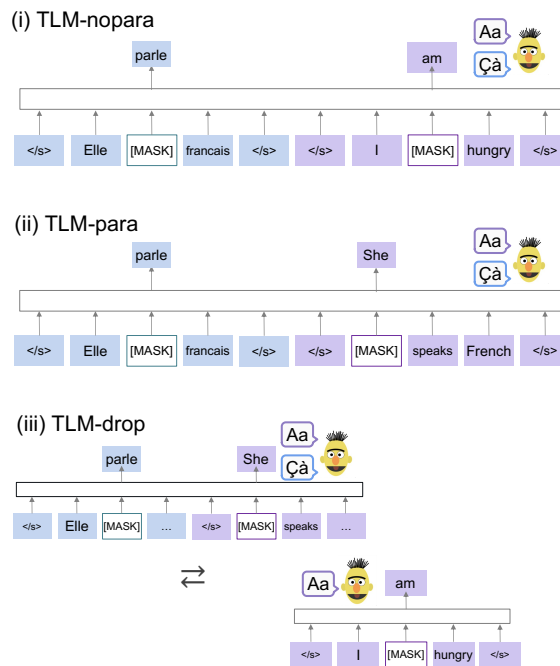 (i) TLM-nopara
Aa
parle am
Çà
</s> Elle [MASK] francais </s> </s> I [MASK] hungry </s>
(ii) TLM-para
Aa
parle She
Çà
</s> Elle [MASK] francais </s> </s> [MASK] speaks French </s>
(iii) TLM-drop
Aa
parle She
Çà
</s> Elle [MASK] ... </s> [MASK] speaks ...
Aa am
</s> I [MASK] hungry </s>